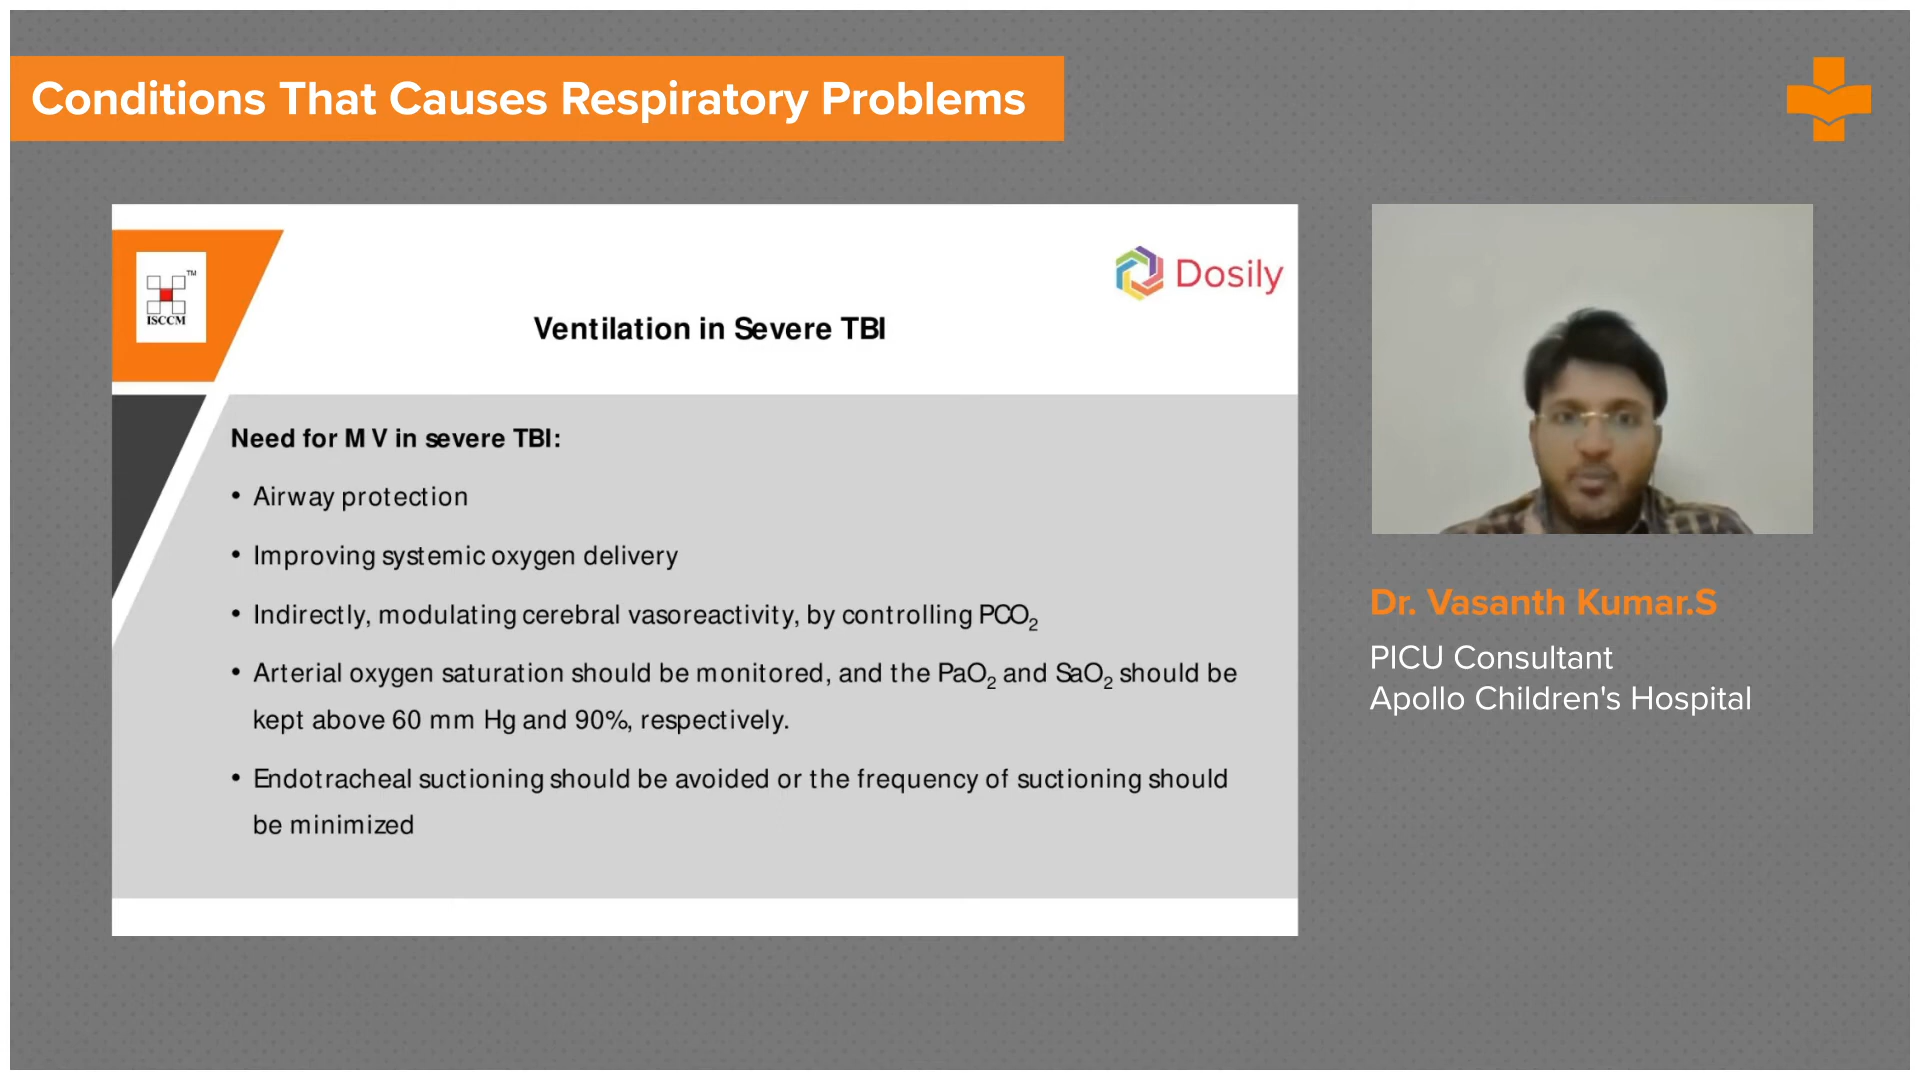 Conditions That Causes Respiratory Problems
TM
ISCCM
Dosily
Ventilation in Severe TBI
Need for MV in severe TBI:
• Airway protection
• Improving systemic oxygen delivery
• Indirectly, modulating cerebral vasoreactivity, by controlling PCO₂
• Arterial oxygen saturation should be monitored, and the PaO₂ and SaO₂ should be
kept above 60 mm Hg and 90%, respectively.
• Endotracheal suctioning should be avoided or the frequency of suctioning should
be minimized
Dr. Vasanth Kumar.S
PICU Consultant
Apollo Children's Hospital